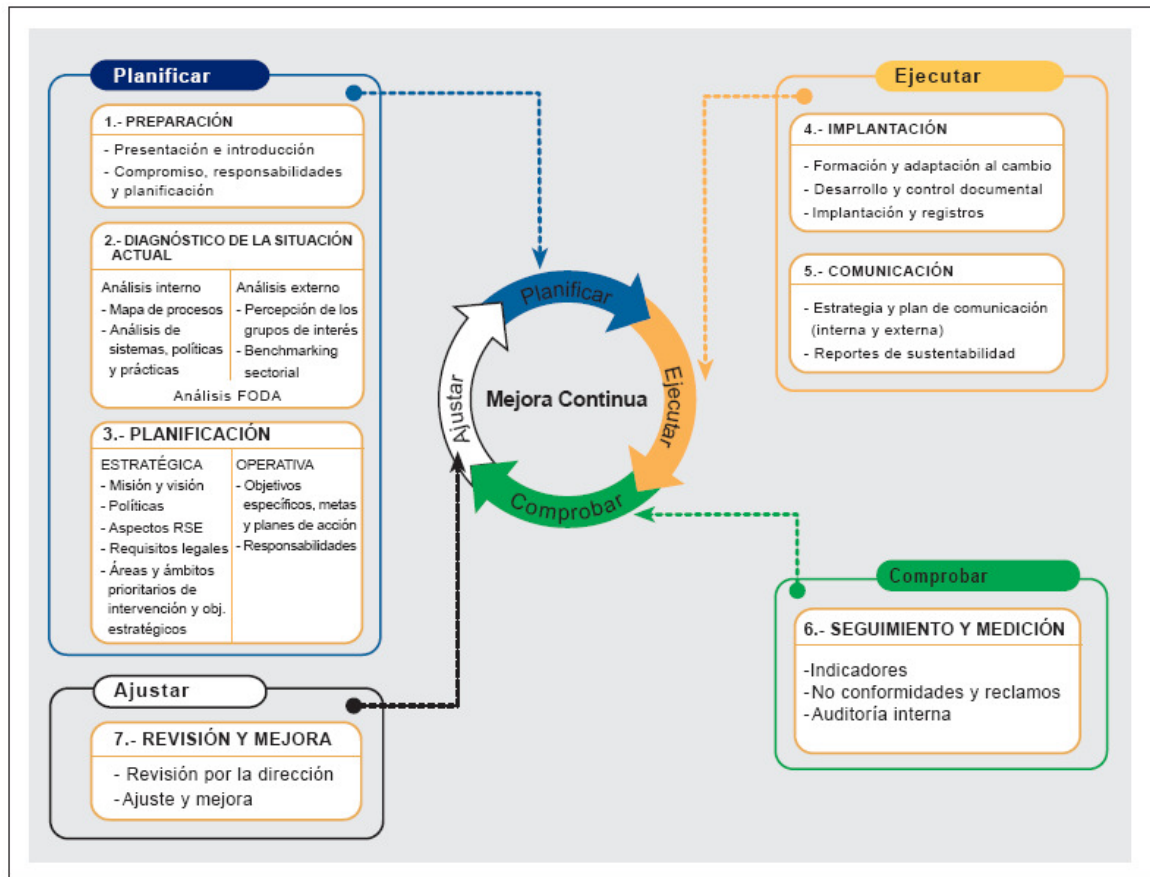 Planificar
1.- PREPARACIÓN
- Presentación e introducción
- Compromiso, responsabilidades
y planificación
2.- DIAGNÓSTICO DE LA SITUACIÓN
ACTUAL
Análisis interno
- Mapa de procesos
- Análisis de
sistemas, políticas
y prácticas
Análisis externo
- Percepción de los
grupos de interés
- Benchmarking
sectorial
Análisis FODA
3.- PLANIFICACIÓN
ESTRATÉGICA
- Misión y visión
- Políticas
- Aspectos RSE
- Requisitos legales
- Áreas y ámbitos
prioritarios de
intervención y obj.
estratégicos
OPERATIVA
- Objetivos
específicos, metas
y planes de acción
- Responsabilidades
Ajustar
7.- REVISIÓN Y MEJORA
- Revisión por la dirección
-Ajuste y mejora
Planificar
Ejecutar
Comprobar
Ajustar
Mejora Continua
Ejecutar
4.- IMPLANTACIÓN
- Formación y adaptación al cambio
- Desarrollo y control documental
- Implantación y registros
5.- COMUNICACIÓN
- Estrategia y plan de comunicación
(interna y externa)
- Reportes de sustentabilidad
Comprobar
6.- SEGUIMIENTO Y MEDICIÓN
-Indicadores
-No conformidades y reclamos
-Auditoría interna